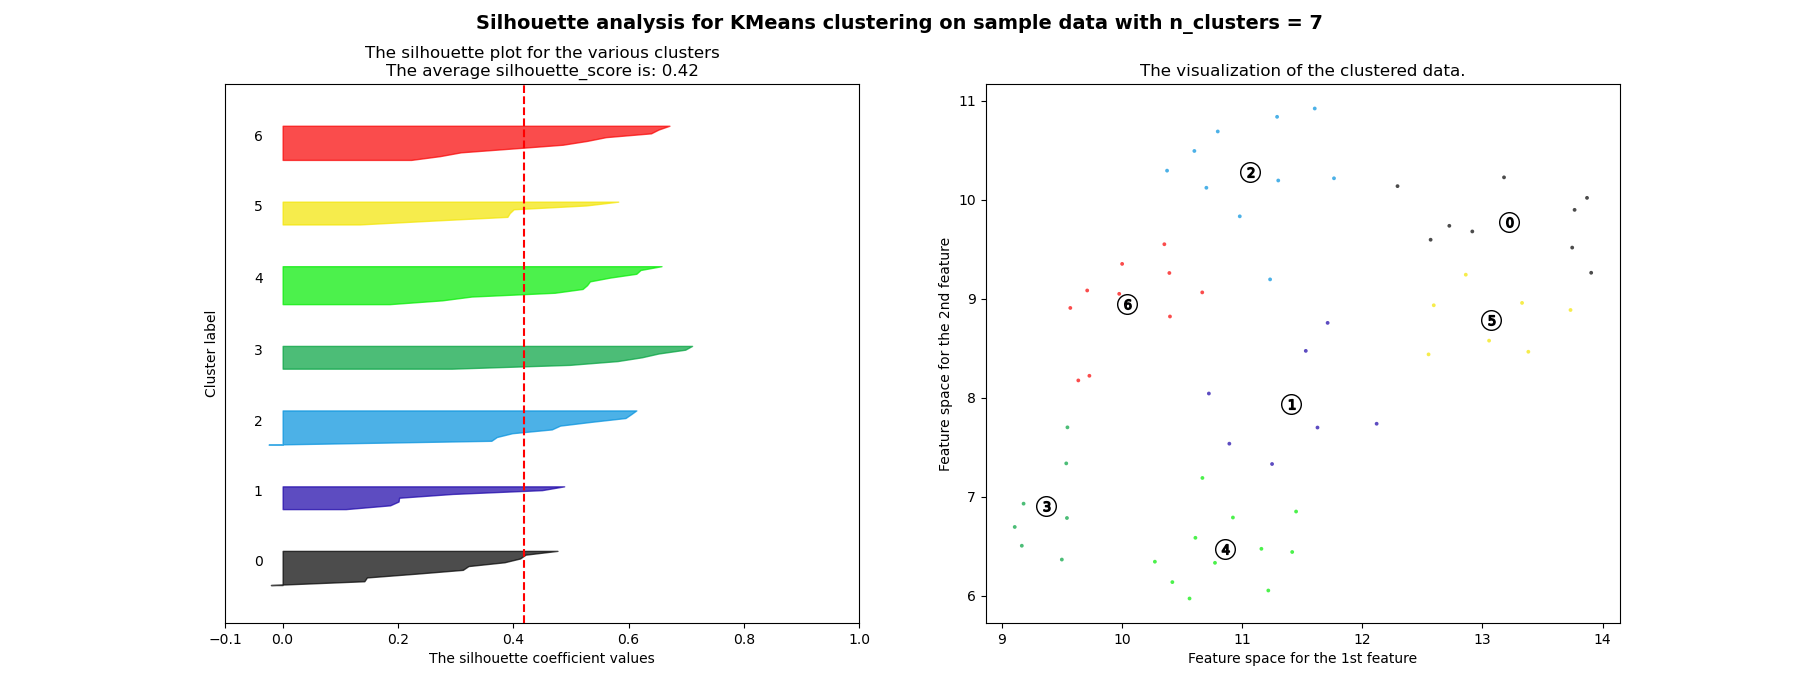 Silhouette analysis for KMeans clustering on sample data with n_clusters = 7
The silhouette plot for the various clusters
The average silhouette_score is: 0.42
6
5
4
3
2
1
0
Cluster label
−0.1 0.0 0.2 0.4 0.6 0.8 1.0
The silhouette coefficient values
The visualization of the clustered data.
11
10
9
8
7
6
Feature space for the 2nd feature
2
0
6
5
1
3
4
9 10 11 12 13 14
Feature space for the 1st feature